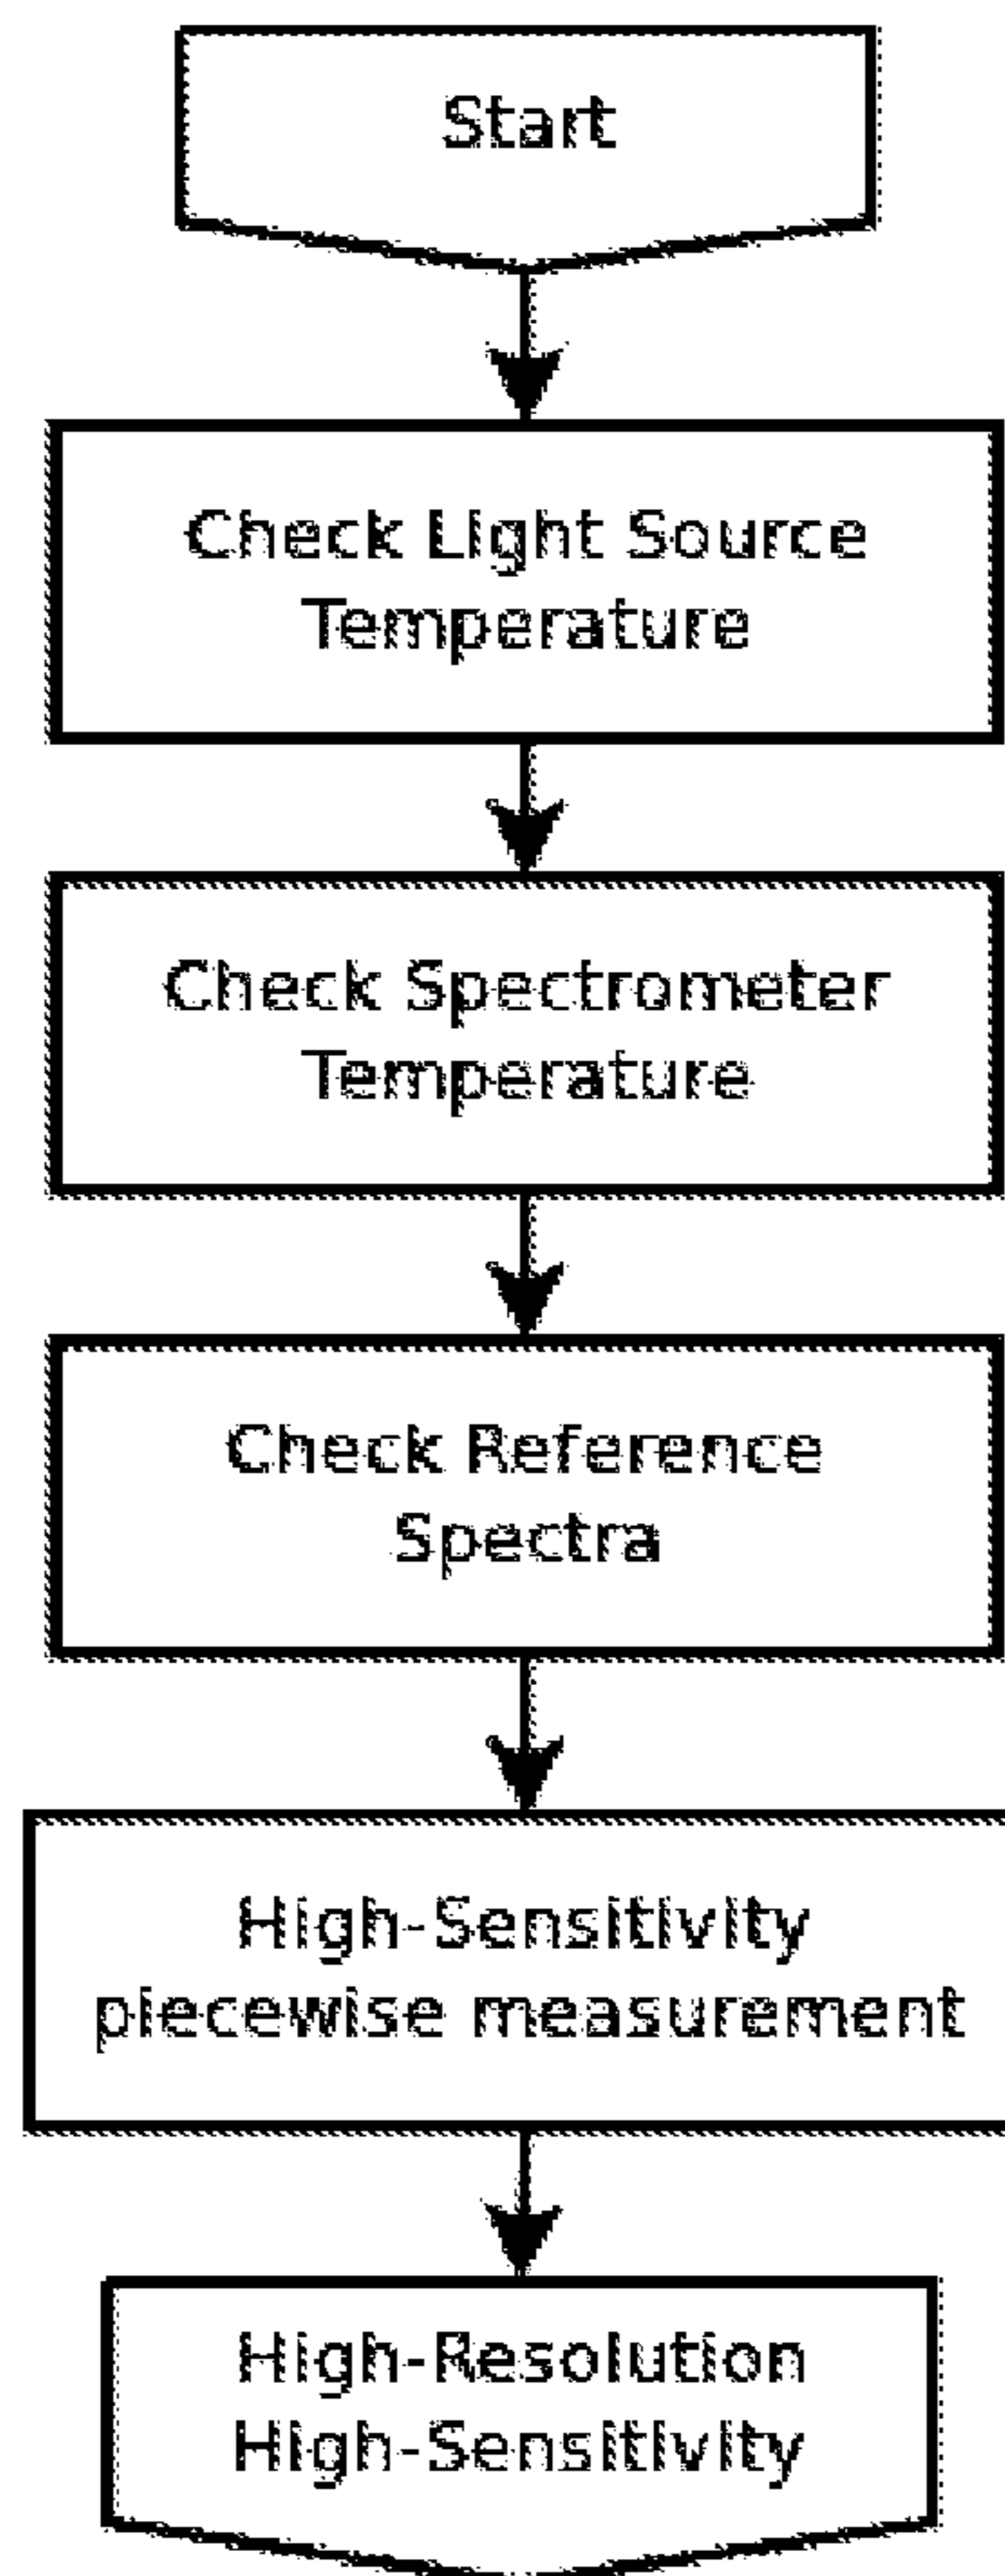 Start
Check Light Source
Temperature
Check Spectrometer
Temperature
Check Reference
Spectra
High-Sensitivity
piecewise measurement
High-Resolution
High-Sensitivity